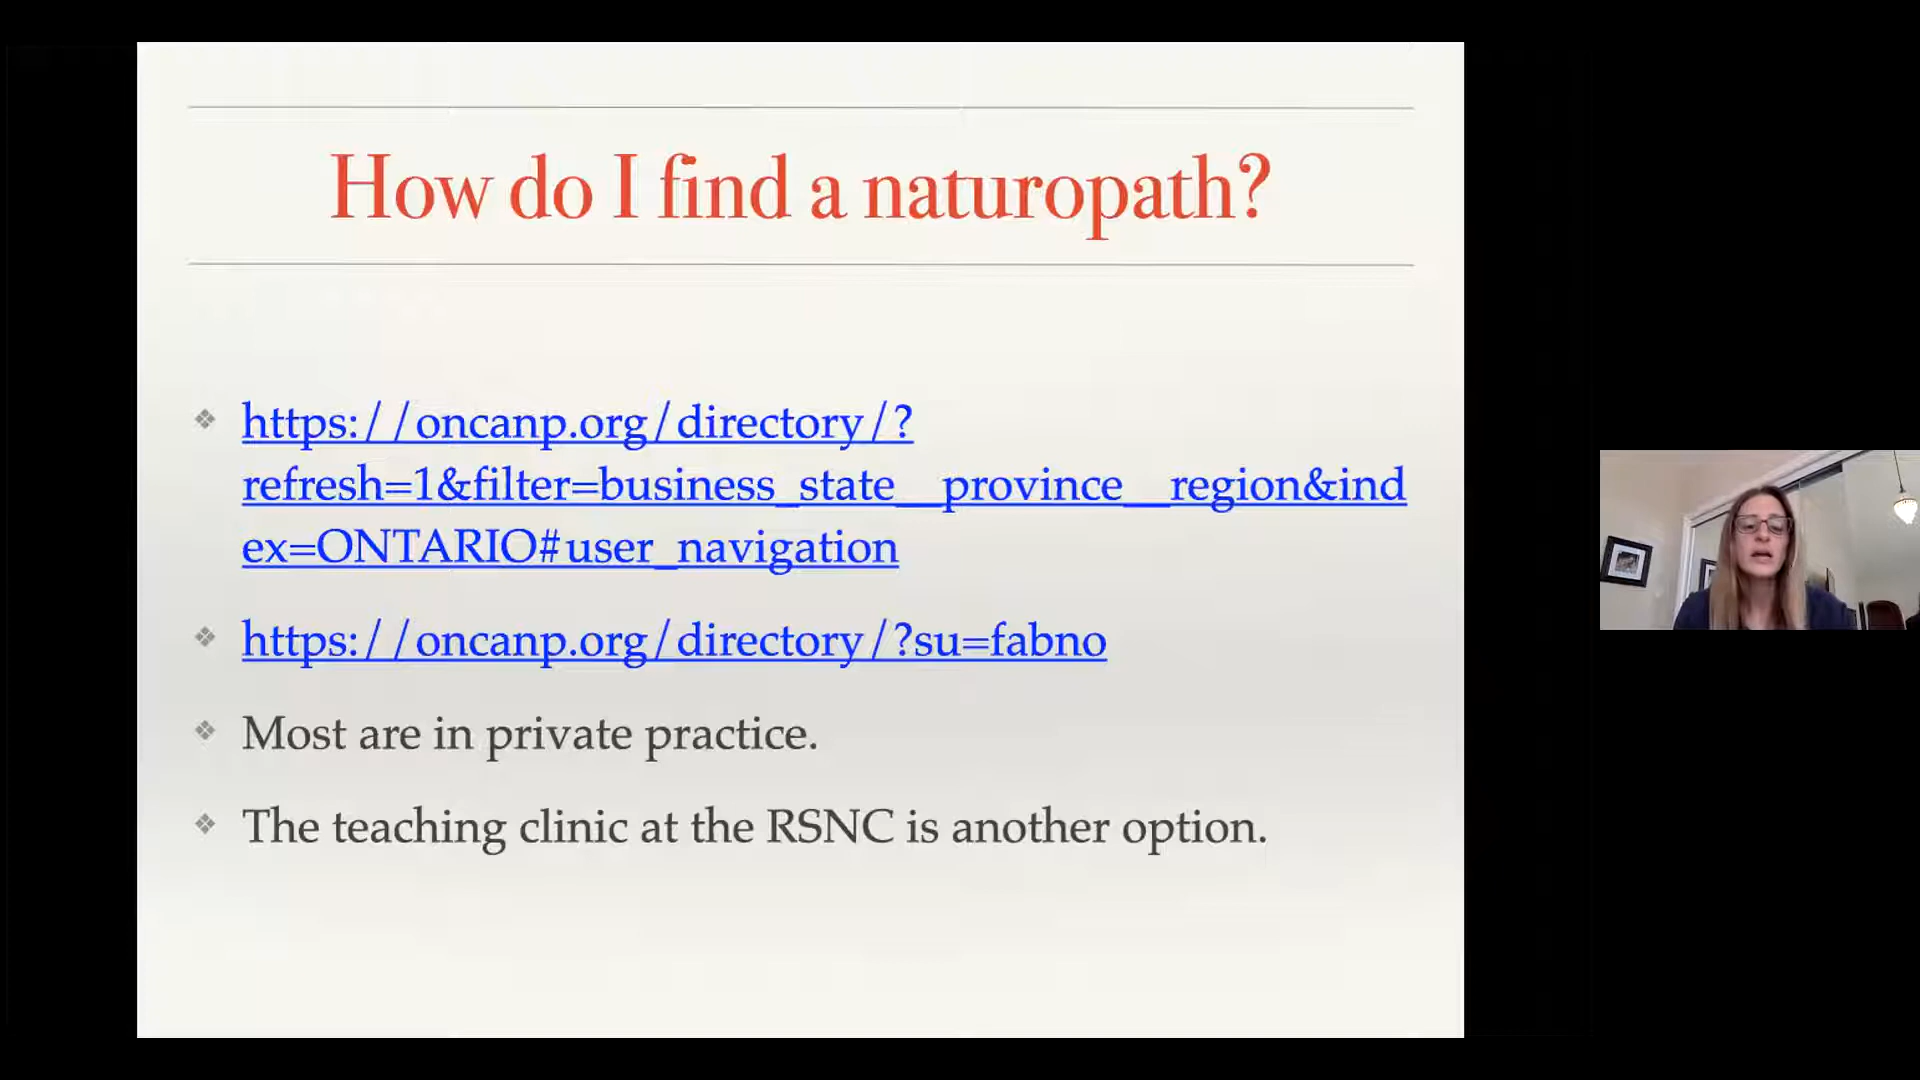 How do I find a naturopath?
https://oncanp.org/directory/?
refresh=1&filter=business_state__province__region&ind
ex=ONTARIO#user_navigation
https://oncanp.org/directory/?su=fabno
Most are in private practice.
The teaching clinic at the RSNC is another option.